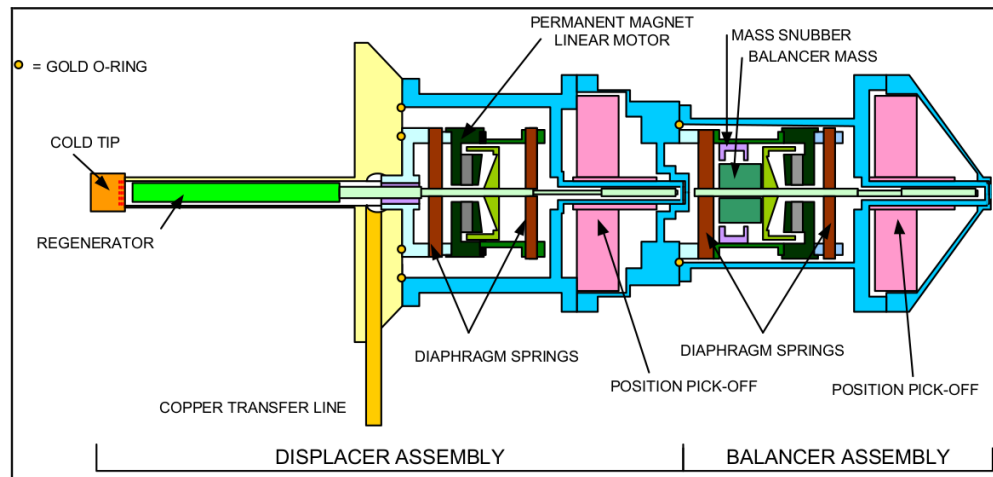 PERMANENT MAGNET
LINEAR MOTOR
MASS SNUBBER
BALANCER MASS
= GOLD O-RING
COLD TIP
REGENERATOR
DIAPHRAGM SPRINGS
DIAPHRAGM SPRINGS
POSITION PICK-OFF
POSITION PICK-OFF
COPPER TRANSFER LINE
DISPLACER ASSEMBLY
BALANCER ASSEMBLY